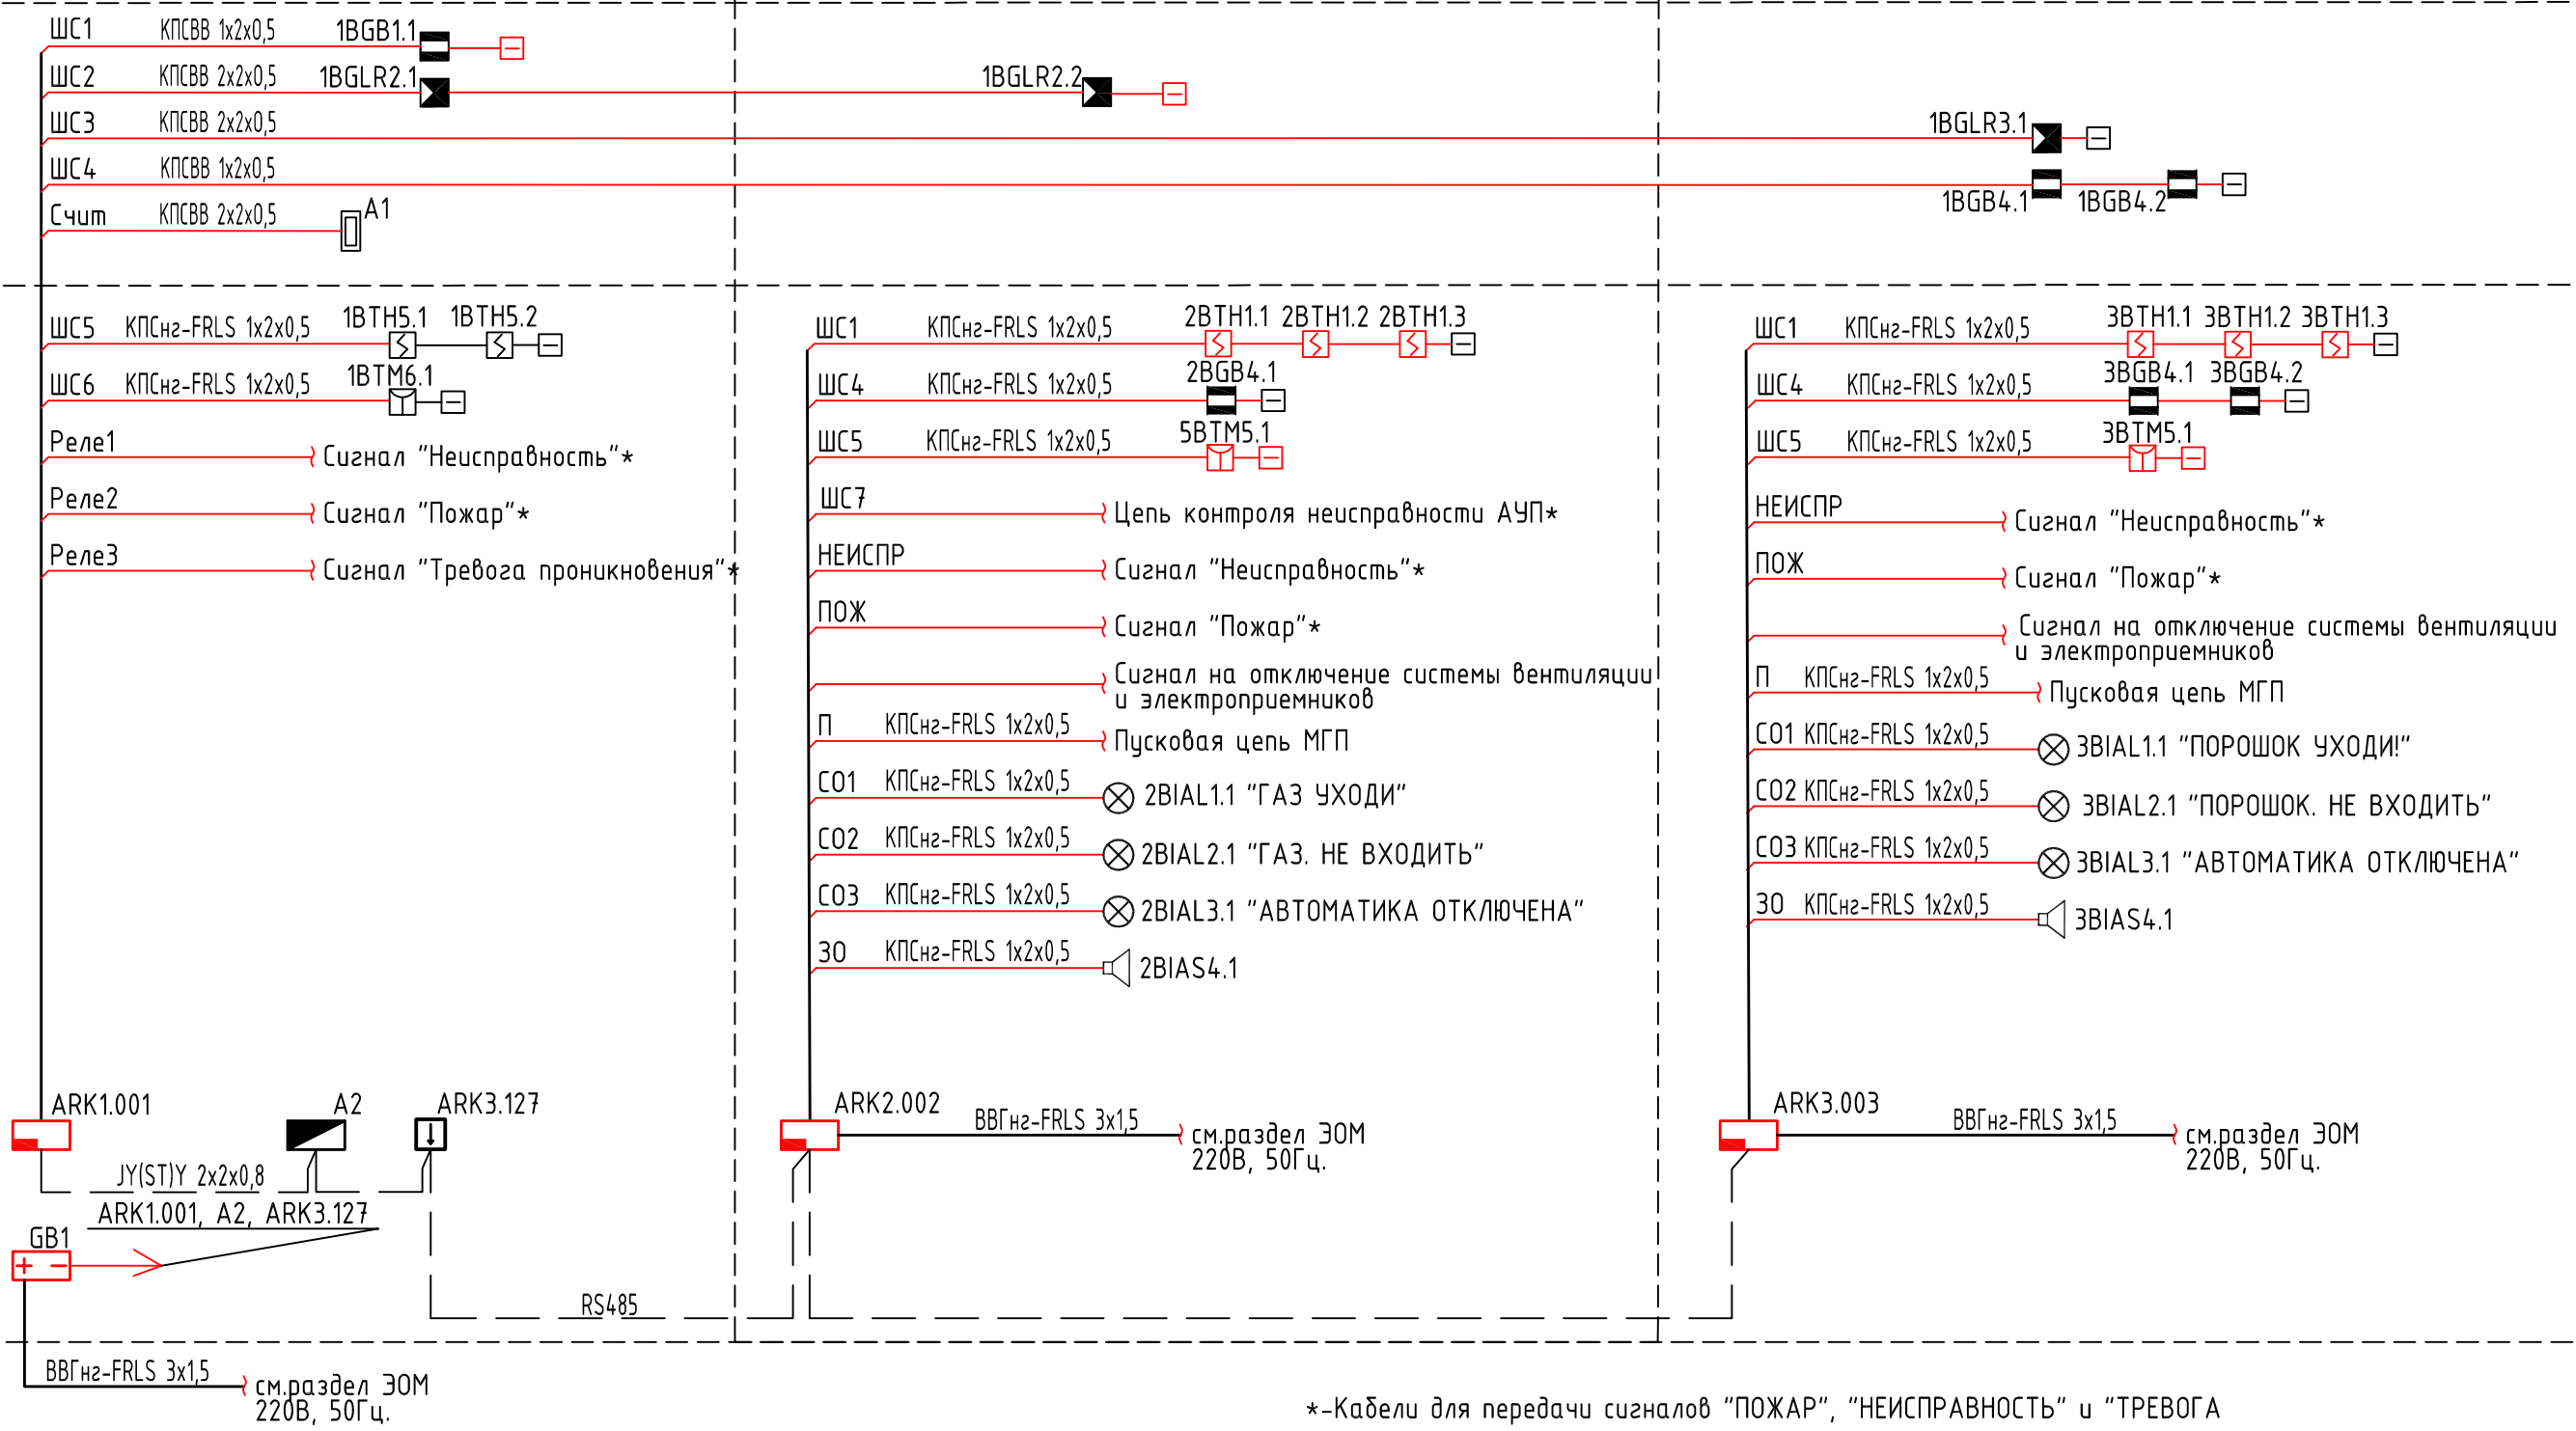 ШС1 КПСВВ 1х2х0,5 1BGB1.1
ШС2 КПСВВ 2х2х0,5 1BGLR2.1 1BGLR2.2
ШС3 КПСВВ 2х2х0,5 1BGLR3.1
ШС4 КПСВВ 1х2х0,5 1BGB4.1 1BGB4.2
Счит КПСВВ 2х2х0,5 А1
ШС5 КПСнг-FRLS 1х2х0,5 1BTH5.1 1BTH5.2
ШС6 КПСнг-FRLS 1х2х0,5 1BTM6.1
Реле1 Сигнал "Неисправность"*
Реле2 Сигнал "Пожар"*
Реле3 Сигнал "Тревога проникновения"*
ARK1.001 A2 ARK3.127
JY(ST)Y 2x2x0,8
ARK1.001, A2, ARK3.127
GB1
RS485
ВВГнг-FRLS 3х1,5
см.раздел ЭОМ
220В, 50Гц.
ШС1 КПСнг-FRLS 1х2х0,5 2BTH1.1 2BTH1.2 2BTH1.3
ШС4 КПСнг-FRLS 1х2х0,5 2BGB4.1
ШС5 КПСнг-FRLS 1х2х0,5 5BTM5.1
ШС7 Цепь контроля неисправности АУП*
НЕИСПР Сигнал "Неисправность"*
ПОЖ Сигнал "Пожар"*
Сигнал на отключение системы вентиляции
и электроприемников
П КПСнг-FRLS 1х2х0,5 Пусковая цепь МГП
СО1 КПСнг-FRLS 1х2х0,5 2BIAL1.1 "ГАЗ УХОДИ"
СО2 КПСнг-FRLS 1х2х0,5 2BIAL2.1 "ГАЗ. НЕ ВХОДИТЬ"
СО3 КПСнг-FRLS 1х2х0,5 2BIAL3.1 "АВТОМАТИКА ОТКЛЮЧЕНА"
ЗО КПСнг-FRLS 1х2х0,5 2BIAS4.1
ARK2.002
ВВГнг-FRLS 3х1,5
см.раздел ЭОМ
220В, 50Гц.
ШС1 КПСнг-FRLS 1х2х0,5 3BTH1.1 3BTH1.2 3BTH1.3
ШС4 КПСнг-FRLS 1х2х0,5 3BGB4.1 3BGB4.2
ШС5 КПСнг-FRLS 1х2х0,5 3BTM5.1
НЕИСПР Сигнал "Неисправность"*
ПОЖ Сигнал "Пожар"*
Сигнал на отключение системы вентиляции
и электроприемников
П КПСнг-FRLS 1х2х0,5 Пусковая цепь МГП
СО1 КПСнг-FRLS 1х2х0,5 3BIAL1.1 "ПОРОШОК УХОДИ!"
СО2 КПСнг-FRLS 1х2х0,5 3BIAL2.1 "ПОРОШОК. НЕ ВХОДИТЬ"
СО3 КПСнг-FRLS 1х2х0,5 3BIAL3.1 "АВТОМАТИКА ОТКЛЮЧЕНА"
ЗО КПСнг-FRLS 1х2х0,5 3BIAS4.1
ARK3.003
ВВГнг-FRLS 3х1,5
см.раздел ЭОМ
220В, 50Гц.
*-Кабели для передачи сигналов "ПОЖАР", "НЕИСПРАВНОСТЬ" и "ТРЕВОГА